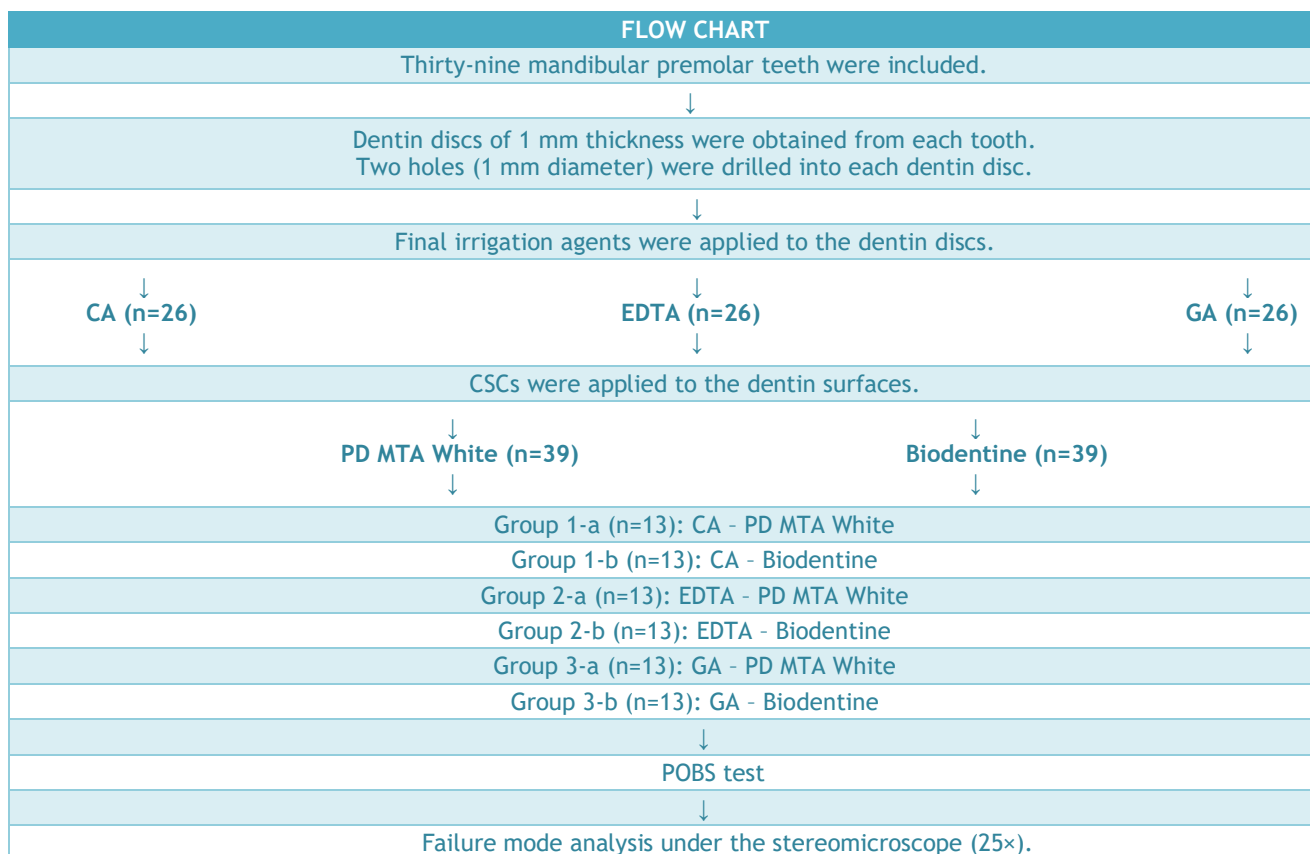 FLOW CHART
Thirty-nine mandibular premolar teeth were included.
↓
Dentin discs of 1 mm thickness were obtained from each tooth.
Two holes (1 mm diameter) were drilled into each dentin disc.
↓
Final irrigation agents were applied to the dentin discs.
↓ ↓ ↓
CA (n=26) EDTA (n=26) GA (n=26)
↓ ↓ ↓
CSCs were applied to the dentin surfaces.
↓ ↓
PD MTA White (n=39) Biodentine (n=39)
↓ ↓
Group 1-a (n=13): CA – PD MTA White
Group 1-b (n=13): CA – Biodentine
Group 2-a (n=13): EDTA – PD MTA White
Group 2-b (n=13): EDTA – Biodentine
Group 3-a (n=13): GA – PD MTA White
Group 3-b (n=13): GA – Biodentine
↓
POBS test
↓
Failure mode analysis under the stereomicroscope (25×).